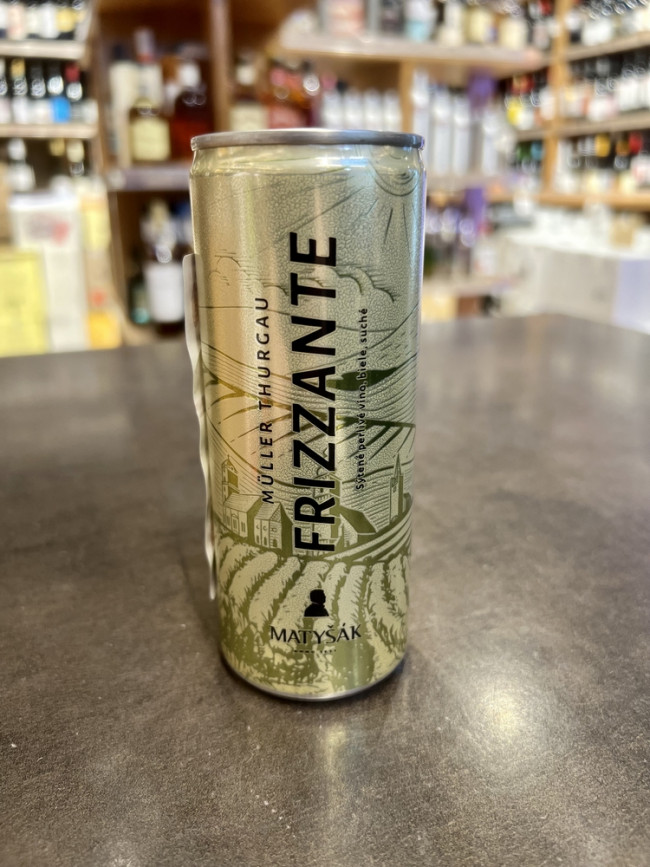 MÜLLER THURGAU
FRIZZANTE
Sýtené perlivé víno, biele, suché
MATYŠÁK